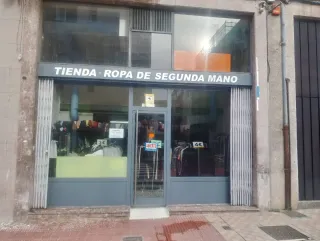 TIENDA - ROPA DE SEGUNDA MANO